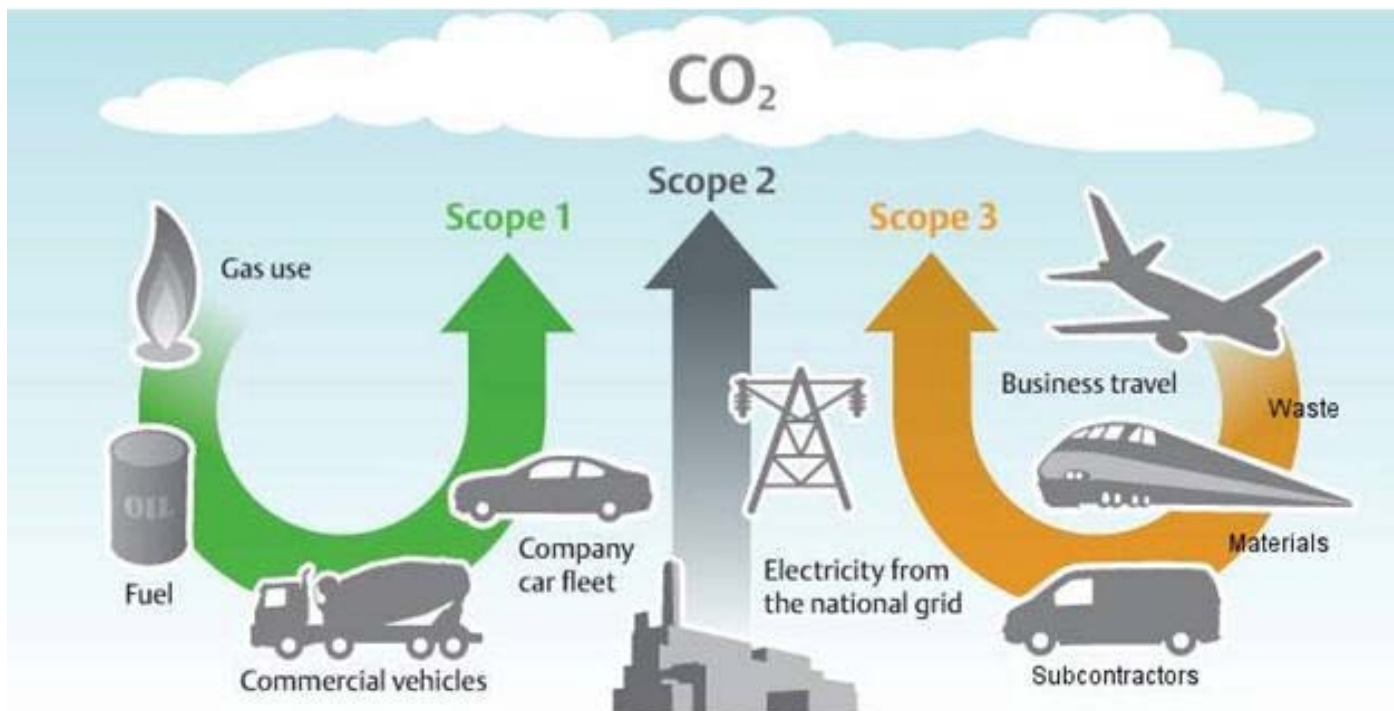 CO₂
Scope 1
Scope 2
Scope 3
Gas use
OIL
Fuel
Commercial vehicles
Company
car fleet
Electricity from
the national grid
Business travel
Waste
Materials
Subcontractors